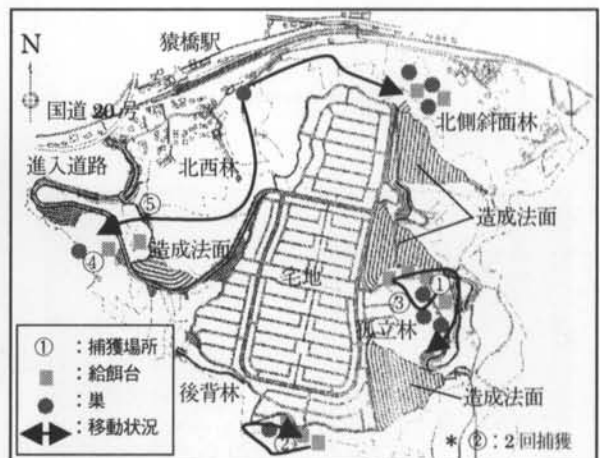 猿橋駅
N
国道20号
北側斜面林
進入道路
北西林
⑤
造成法面
④
造成法面
宅地
①
③
孤立林
①:捕獲場所
:給餌台
:巣
:移動状況
後背林
②
造成法面
* ②:2回捕獲